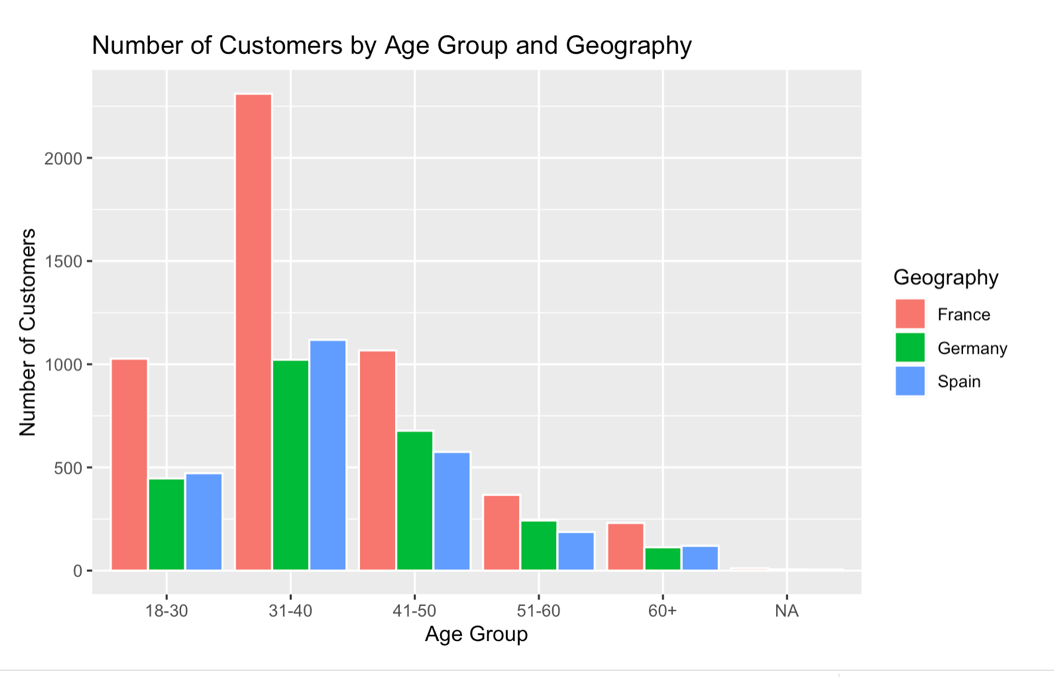 Number of Customers by Age Group and Geography
Number of Customers
2000
1500
1000
500
0
18-30 31-40 41-50 51-60 60+ NA
Age Group
Geography
France
Germany
Spain